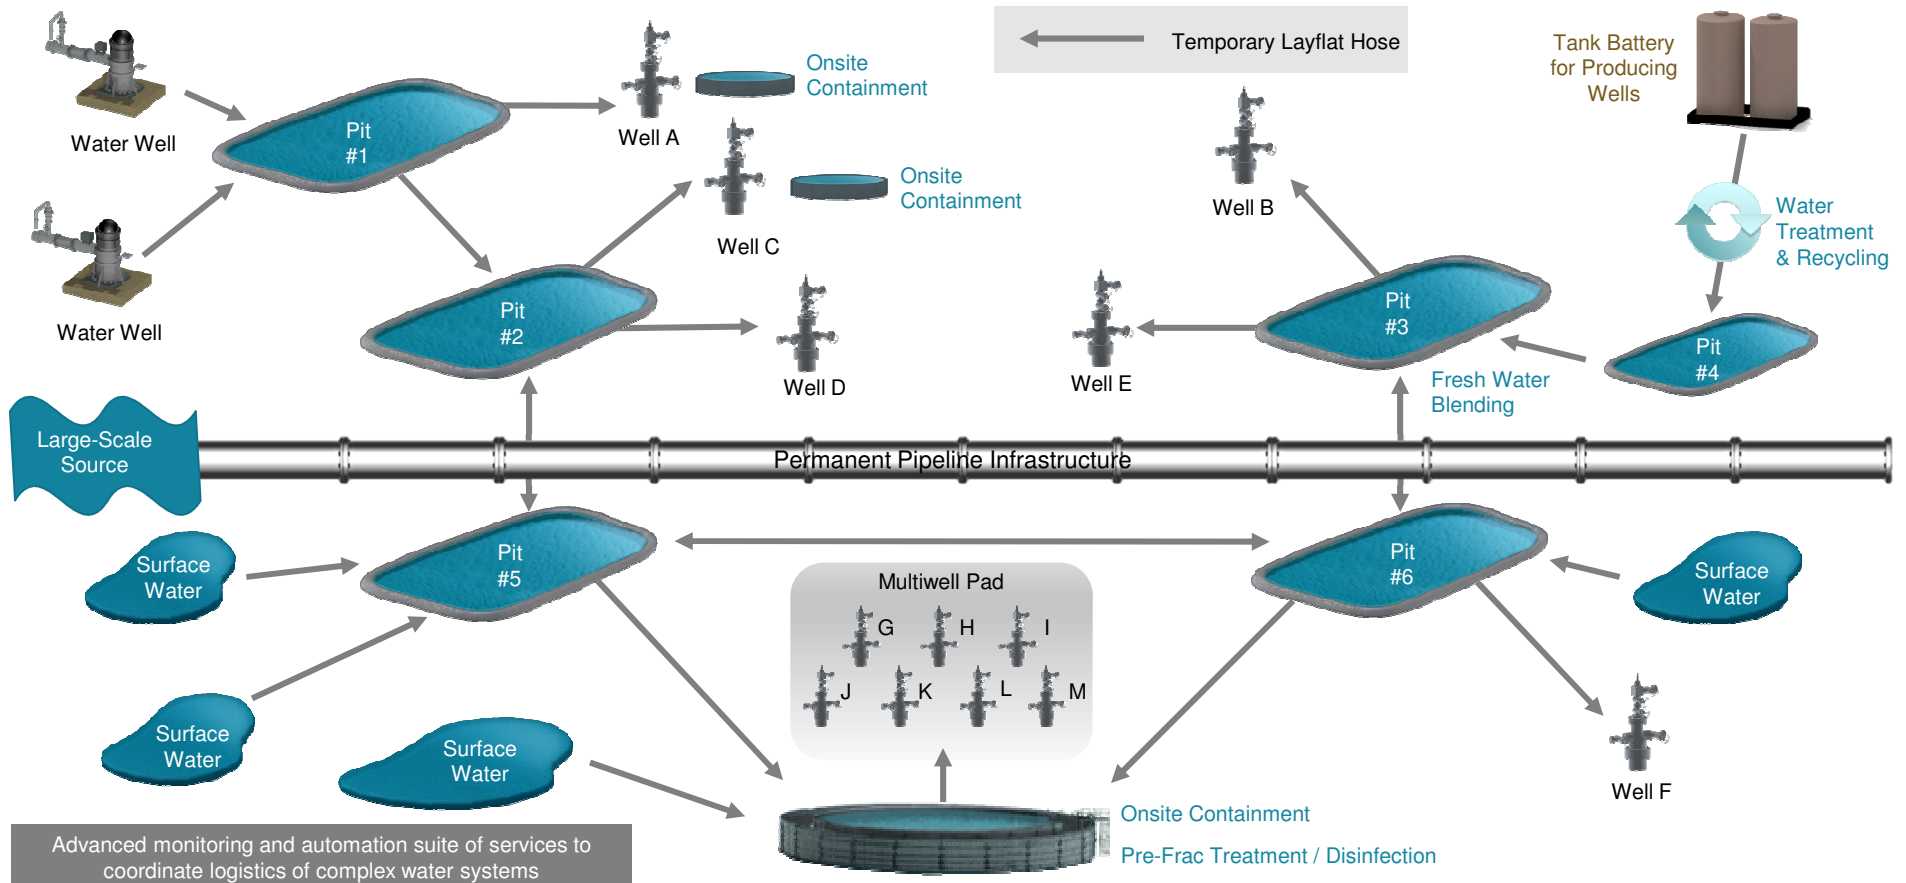 Temporary Layflat Hose
Tank Battery
for Producing
Wells
Onsite
Containment
Water Well
Pit
#1
Well A
Onsite
Containment
Well B
Well C
Water
Treatment
& Recycling
Water Well
Pit
#2
Well D
Pit
#3
Well E
Pit
#4
Fresh Water
Blending
Large-Scale
Source
Permanent Pipeline Infrastructure
Surface
Water
Pit
#5
Pit
#6
Surface
Water
Multiwell Pad
G
H
I
J
K
L
M
Surface
Water
Surface
Water
Well F
Onsite Containment
Pre-Frac Treatment / Disinfection
Advanced monitoring and automation suite of services to
coordinate logistics of complex water systems